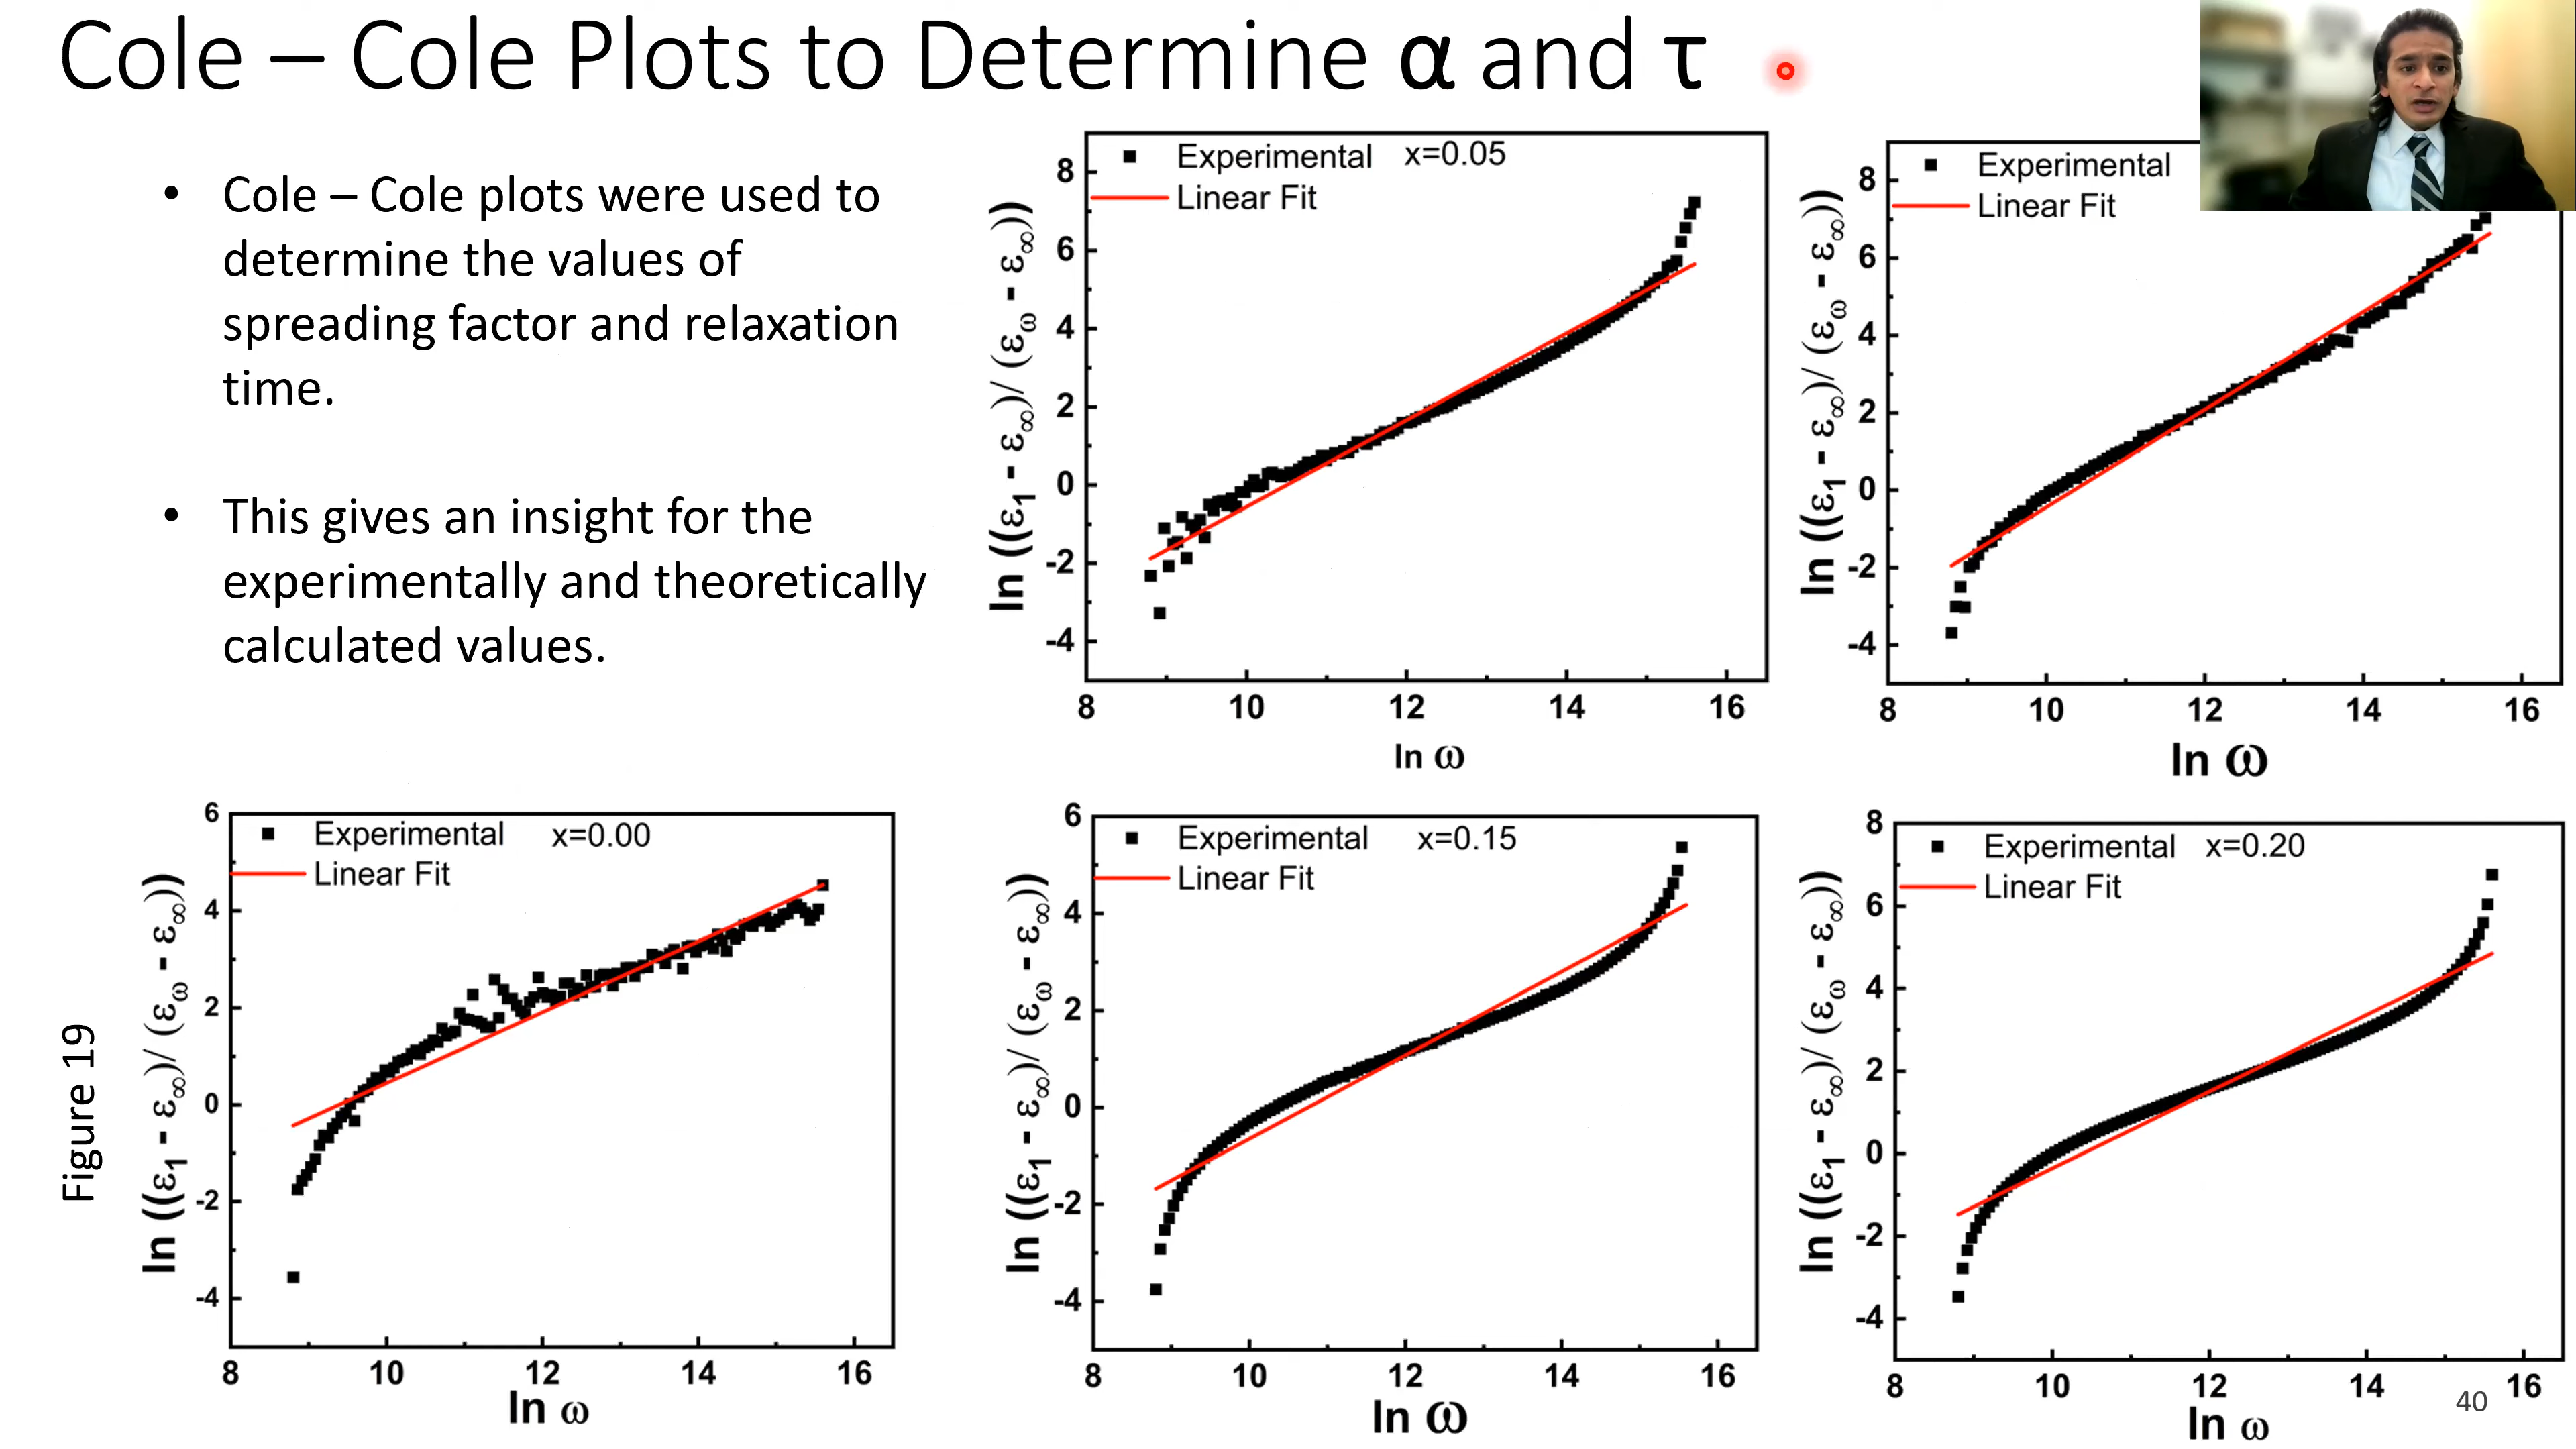 Cole – Cole Plots to Determine α and τ
• Cole – Cole plots were used to
determine the values of
spreading factor and relaxation
time.
• This gives an insight for the
experimentally and theoretically
calculated values.
Experimental x=0.05
Linear Fit
ln ((ε₁ - ε∞)/ (εω - ε∞))
8
6
4
2
0
-2
-4
8 10 12 14 16
ln ω
Experimental
Linear Fit
ln ((ε₁ - ε∞)/ (εω - ε∞))
8
6
4
2
0
-2
-4
8 10 12 14 16
ln ω
Figure 19
Experimental x=0.00
Linear Fit
ln ((ε₁ - ε∞)/ (εω - ε∞))
6
4
2
0
-2
-4
8 10 12 14 16
ln ω
Experimental x=0.15
Linear Fit
ln ((ε₁ - ε∞)/ (εω - ε∞))
6
4
2
0
-2
-4
8 10 12 14 16
ln ω
Experimental x=0.20
Linear Fit
ln ((ε₁ - ε∞)/ (εω - ε∞))
8
6
4
2
0
-2
-4
8 10 12 14 16
ln ω
40